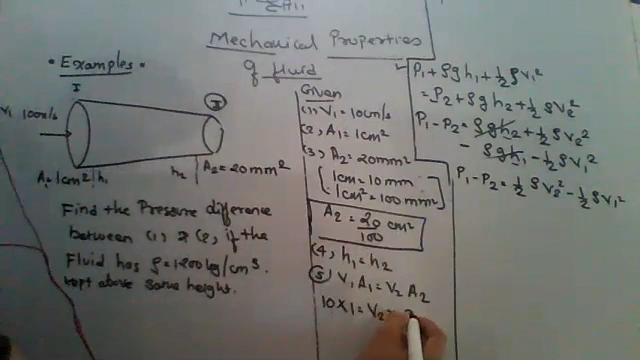 Mechanical Properties
of fluid
• Examples •
I
II
V1 100m/s
A1=1cm² h1
h2 A2=20mm²
Find the Pressure difference
between (1) & (2), if the
Fluid has ρ=1200kg/cm³.
kept above same height.
Given
(1) V1=10cm/s
(2) A1=1cm²
(3) A2=20mm²
1cm=10mm
1cm²=100mm²
A2=20/100 cm²
(4) h1=h2
(5) V1A1=V2A2
10×1=V2×
P1+ρgh1+½ρv1²
=P2+ρgh2+½ρv2²
P1-P2=ρgh2+½ρv2²
-ρgh1-½ρv1²
P1-P2=½ρv2²-½ρv1²